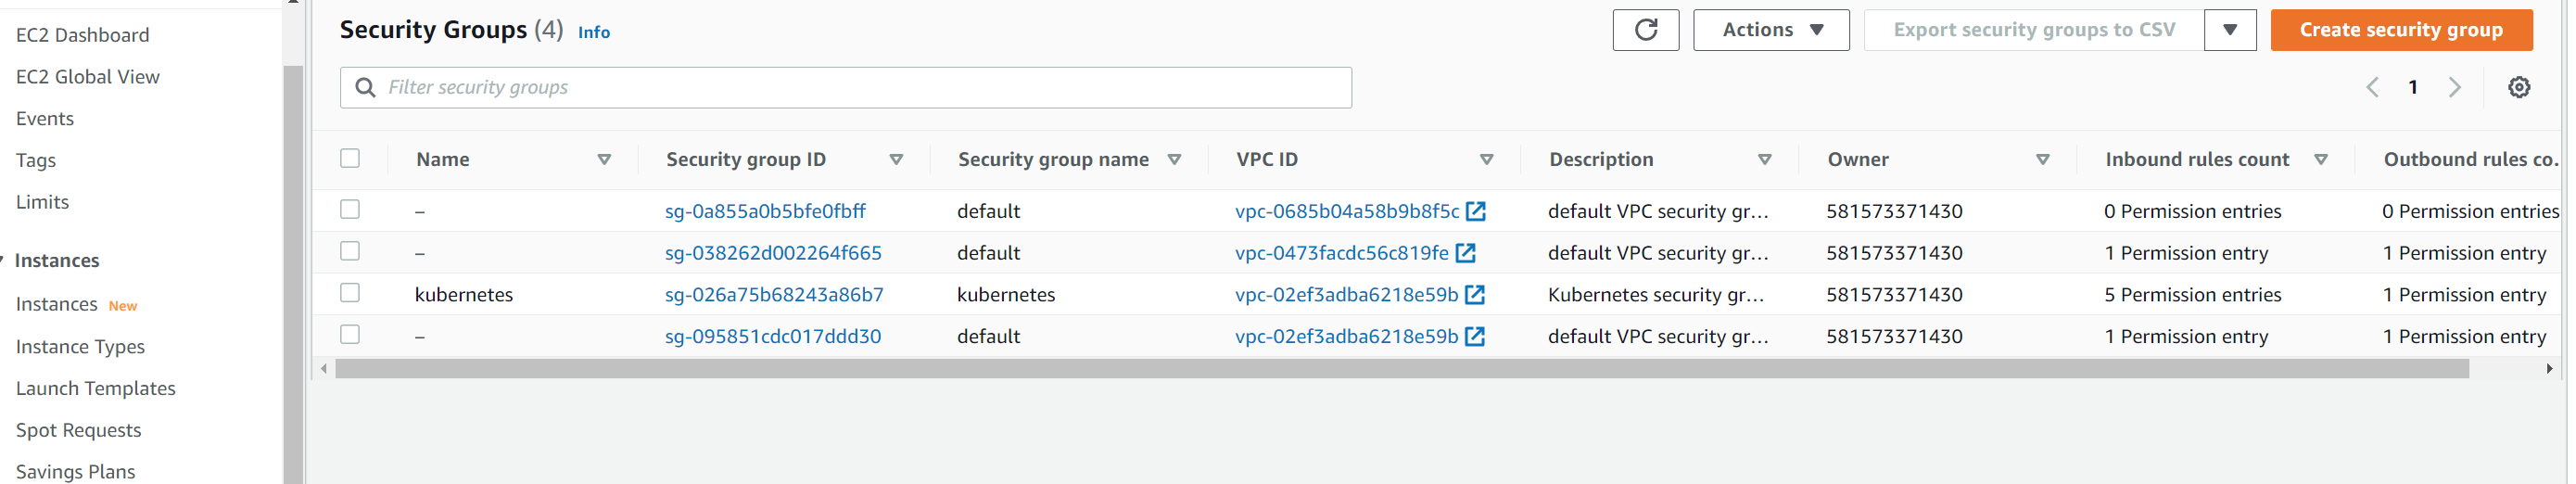 EC2 Dashboard
EC2 Global View
Events
Tags
Limits
Instances
Instances New
Instance Types
Launch Templates
Spot Requests
Savings Plans
Security Groups (4) Info
Actions
Export security groups to CSV
Create security group
Filter security groups
1
Name Security group ID Security group name VPC ID Description Owner Inbound rules count Outbound rules co.
– sg-0a855a0b5bfe0fbff default vpc-0685b04a58b9b8f5c default VPC security gr... 581573371430 0 Permission entries 0 Permission entries
– sg-038262d002264f665 default vpc-0473facdc56c819fe default VPC security gr... 581573371430 1 Permission entry 1 Permission entry
kubernetes sg-026a75b68243a86b7 kubernetes vpc-02ef3adba6218e59b Kubernetes security gr... 581573371430 5 Permission entries 1 Permission entry
– sg-095851cdc017ddd30 default vpc-02ef3adba6218e59b default VPC security gr... 581573371430 1 Permission entry 1 Permission entry